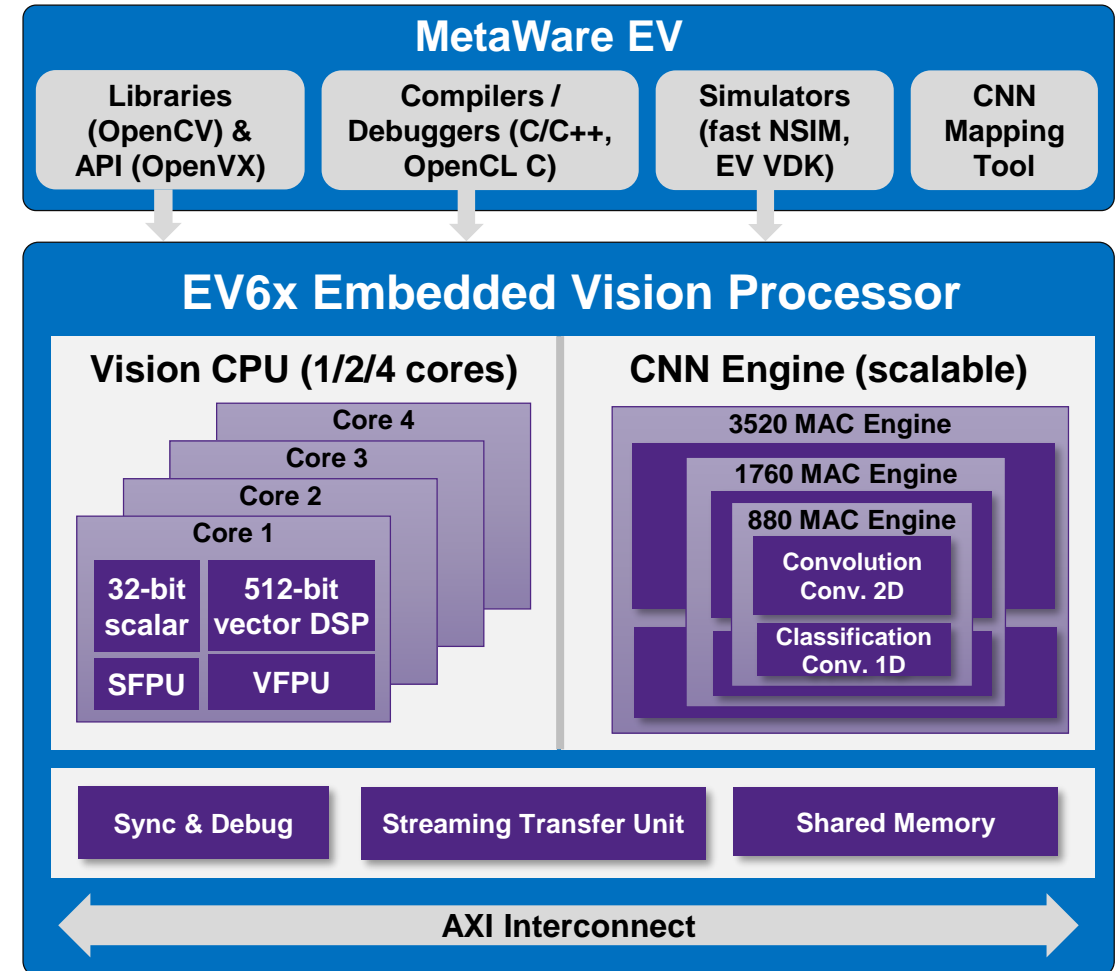 MetaWare EV
Libraries
(OpenCV) &
API (OpenVX)
Compilers /
Debuggers (C/C++,
OpenCL C)
Simulators
(fast NSIM,
EV VDK)
CNN
Mapping
Tool
EV6x Embedded Vision Processor
Vision CPU (1/2/4 cores)
Core 4
Core 3
Core 2
Core 1
32-bit
scalar
512-bit
vector DSP
SFPU
VFPU
CNN Engine (scalable)
3520 MAC Engine
1760 MAC Engine
880 MAC Engine
Convolution
Conv. 2D
Classification
Conv. 1D
Sync & Debug
Streaming Transfer Unit
Shared Memory
AXI Interconnect